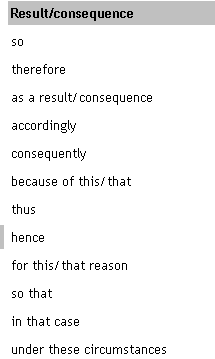 Result/consequence
so
therefore
as a result/consequence
accordingly
consequently
because of this/that
thus
hence
for this/that reason
so that
in that case
under these circumstances